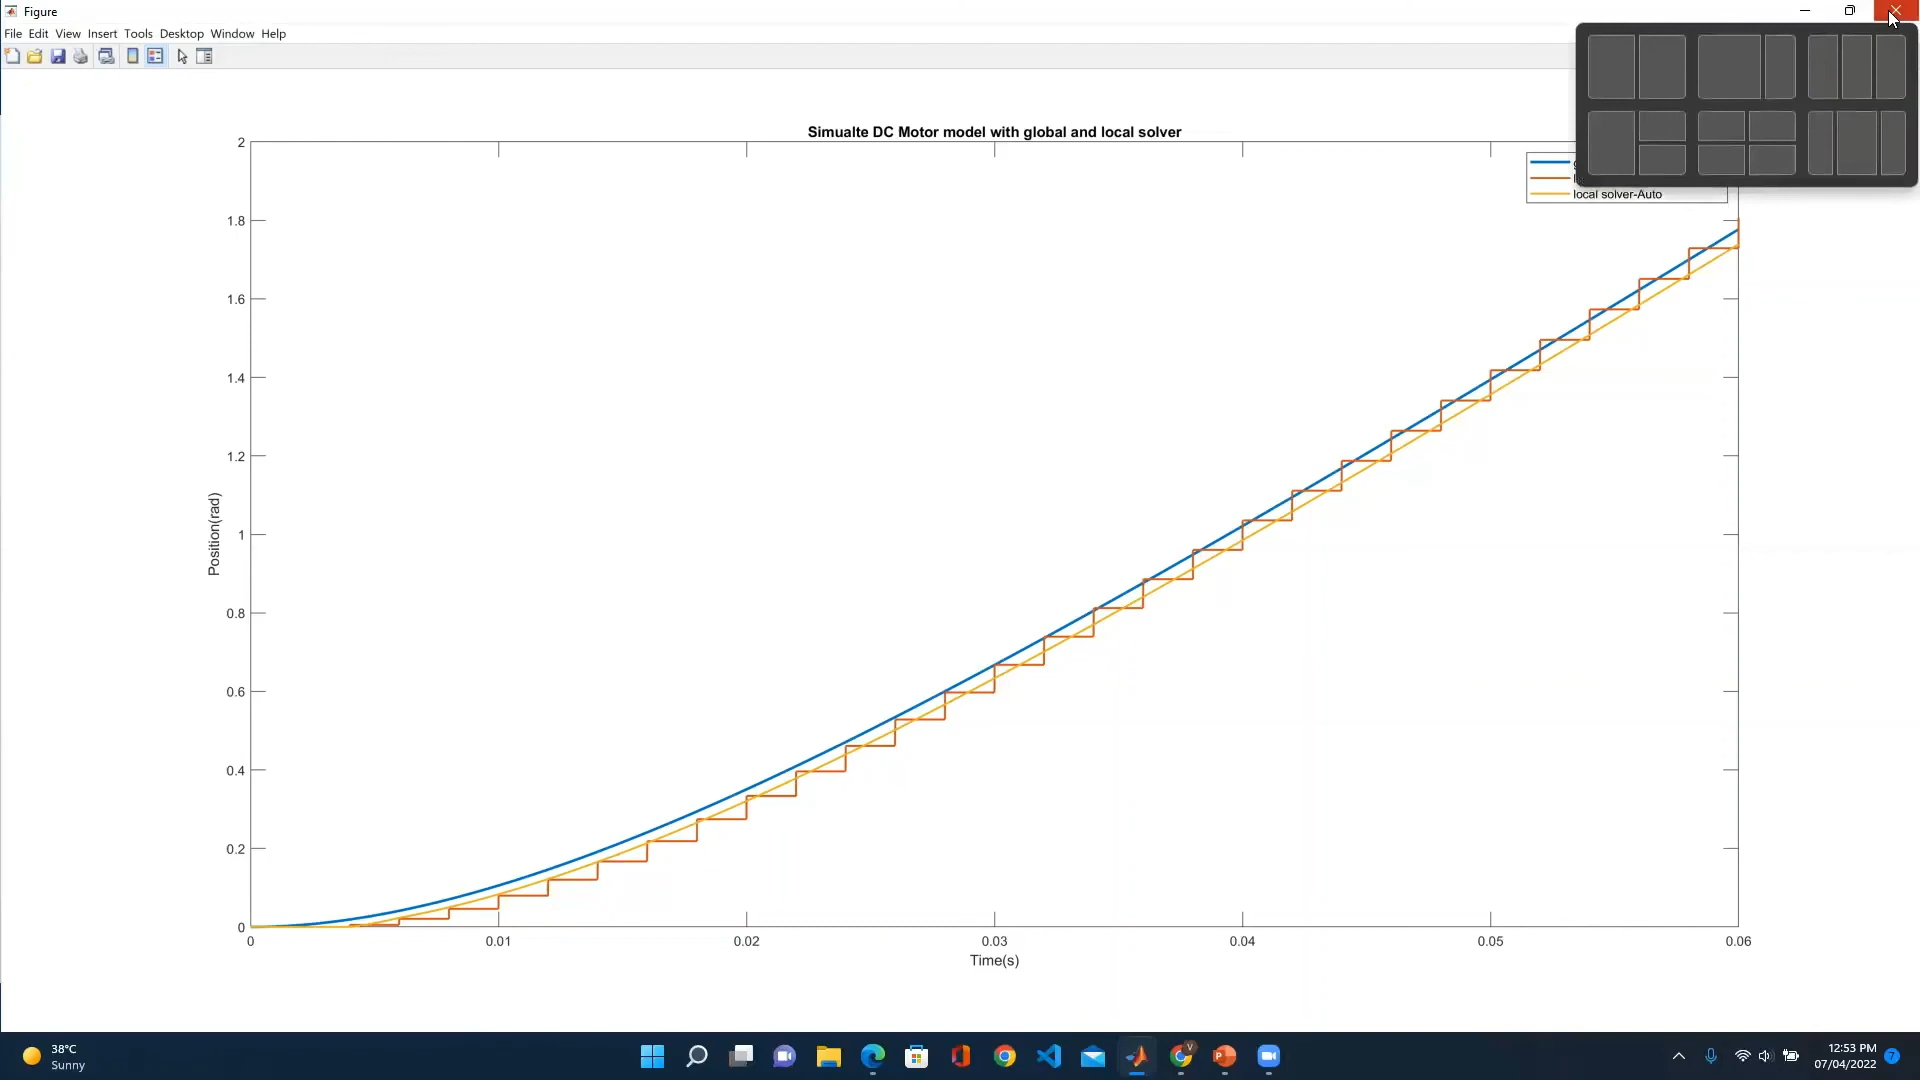 Figure
File Edit View Insert Tools Desktop Window Help
Simualte DC Motor model with global and local solver
local solver-Auto
2
1.8
1.6
1.4
1.2
1
0.8
0.6
0.4
0.2
0
Position(rad)
0 0.01 0.02 0.03 0.04 0.05 0.06
Time(s)
38°C
Sunny
V
P
12:53 PM
07/04/2022
7